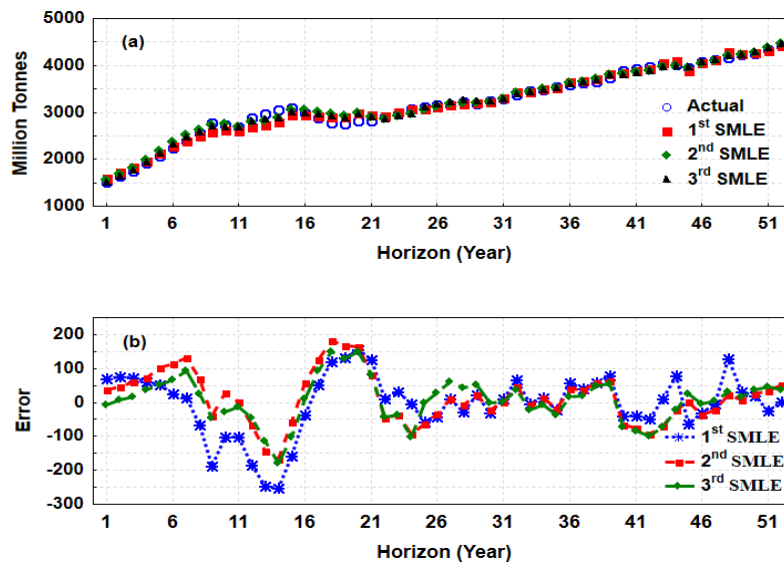 5000
(a)
4000
3000
2000
1000
Million Tonnes
Actual
1st SMLE
2nd SMLE
3rd SMLE
1 6 11 16 21 26 31 36 41 46 51
Horizon (Year)
(b)
200
100
0
-100
-200
-300
Error
1st SMLE
2nd SMLE
3rd SMLE
1 6 11 16 21 26 31 36 41 46 51
Horizon (Year)